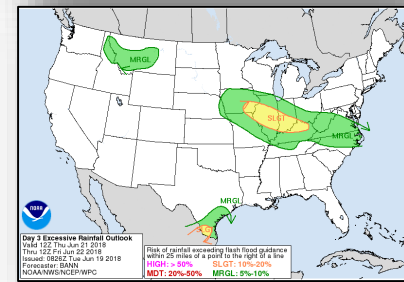 MRGL
SLGT
MRGL
MRGL
NOAA
Day 3 Excessive Rainfall Outlook
Valid 12Z Thu Jun 21 2018
Thru 12Z Fri Jun 22 2018
Issued: 0826Z Tue Jun 19 2018
Forecaster: BANN
NOAA/NWS/NCEP/WPC
Risk of rainfall exceeding flash flood guidance
within 25 miles of a point to the right of a line
HIGH: > 50% SLGT: 10%-20%
MDT: 20%-50% MRGL: 5%-10%